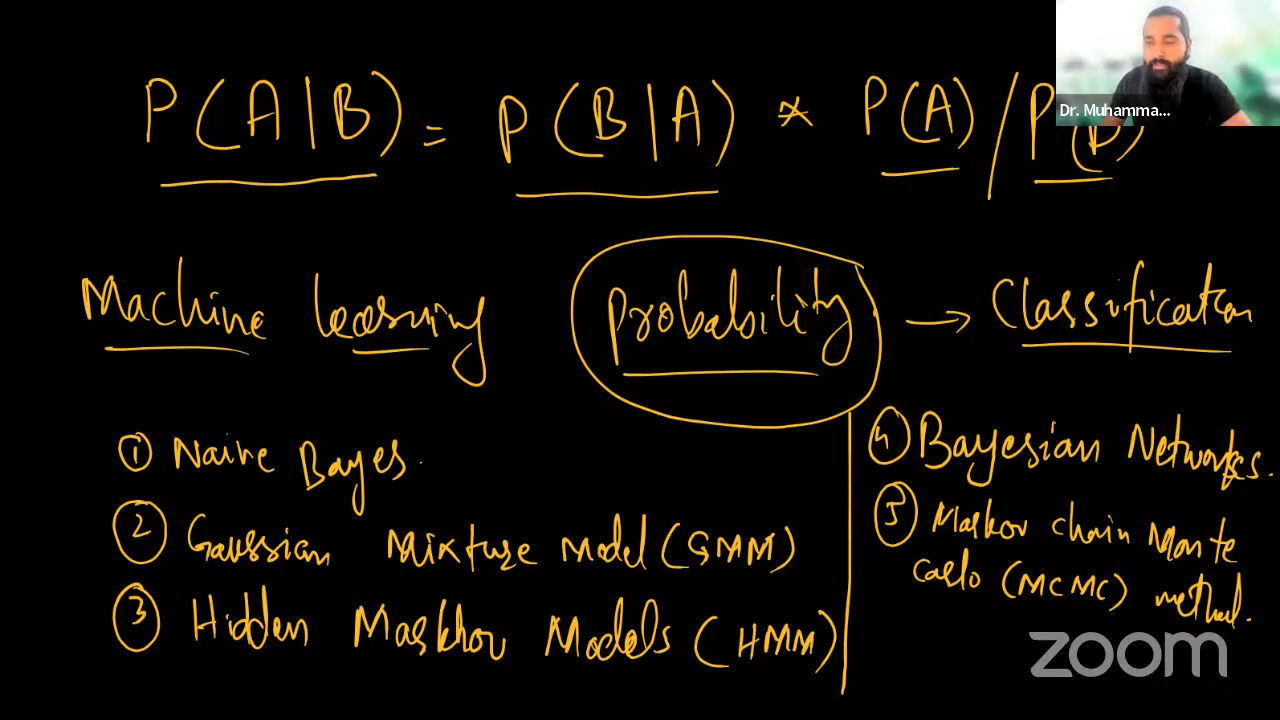 P(A|B) = P(B|A) * P(A) / P(B)
Dr. Muhamma...
Machine learning Probability → Classification
① Naive Bayes.
② Gaussian Mixture Model (GMM)
③ Hidden Markhov Models (HMM)
④ Bayesian Networks.
⑤ Markov chain Monte
Carlo (MCMC) method.
zoom